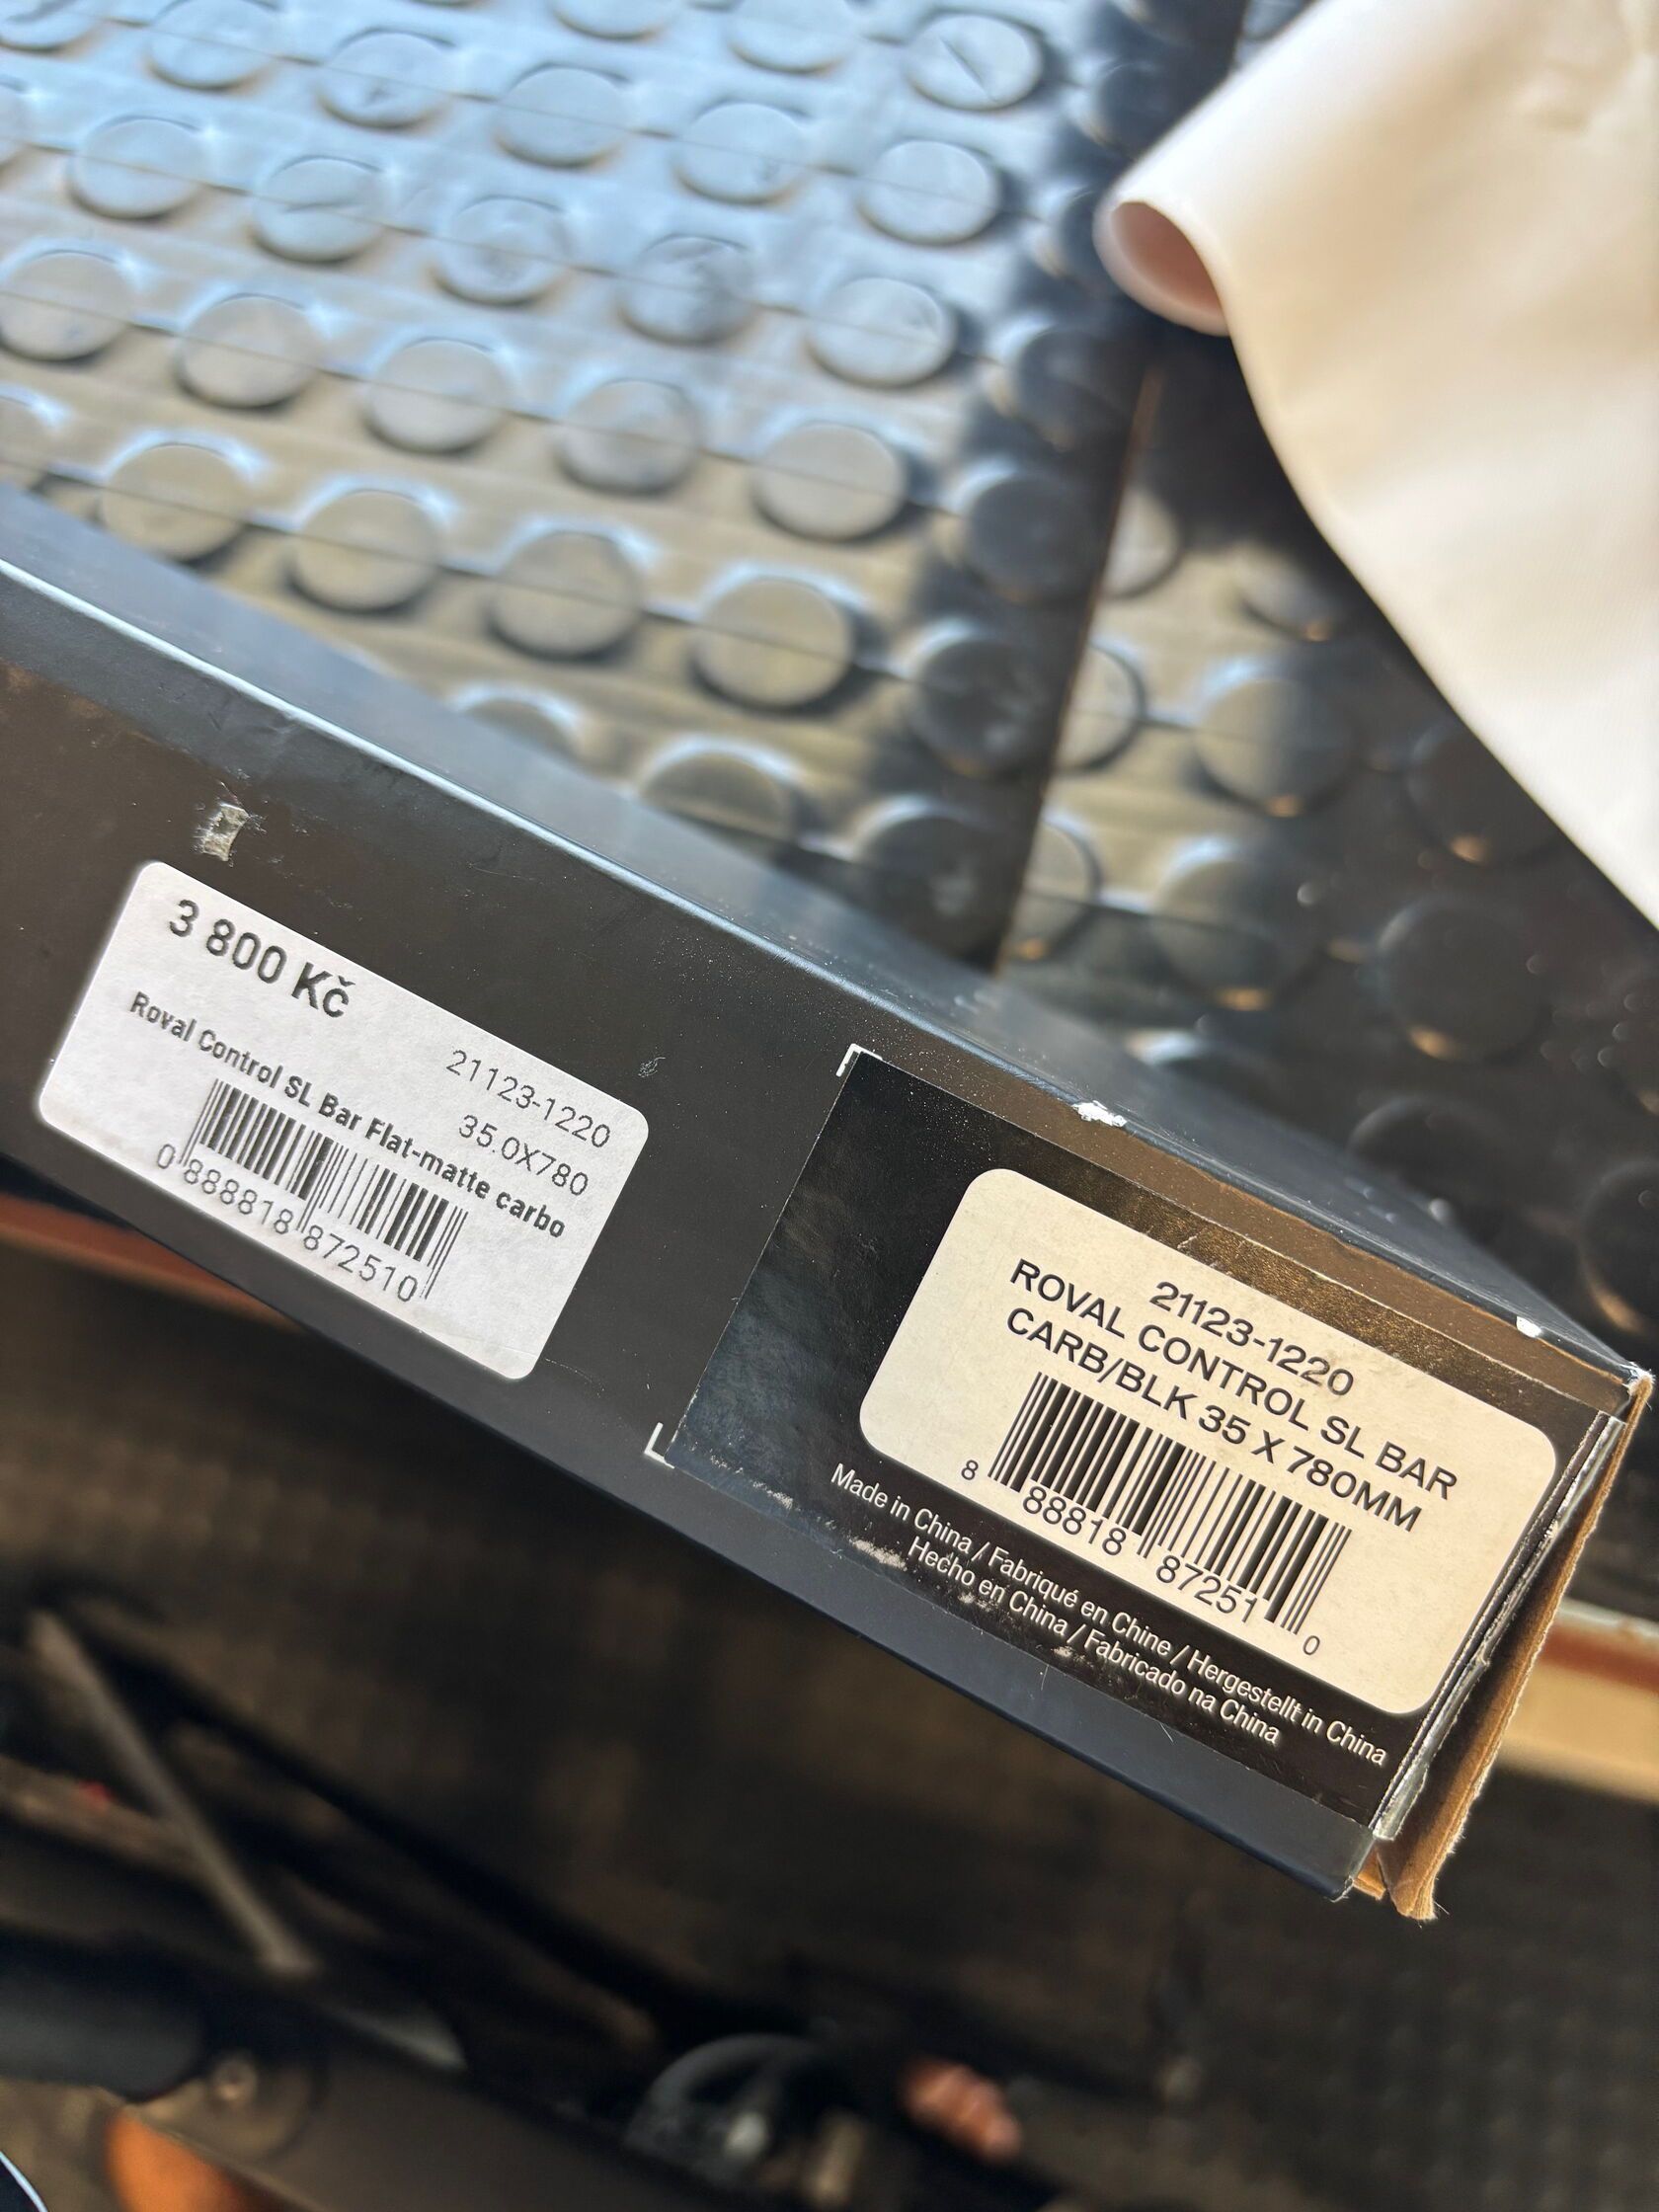 3 800 Kč
21123-1220
35.0X780
Roval Control SL Bar Flat-matte carbo
0 888818 872510
21123-1220
ROVAL CONTROL SL BAR
CARB/BLK 35 X 780MM
8 88818 87251 0
Made in China / Fabriqué en Chine / Hergestellt in China
Hecho en China / Fabricado na China